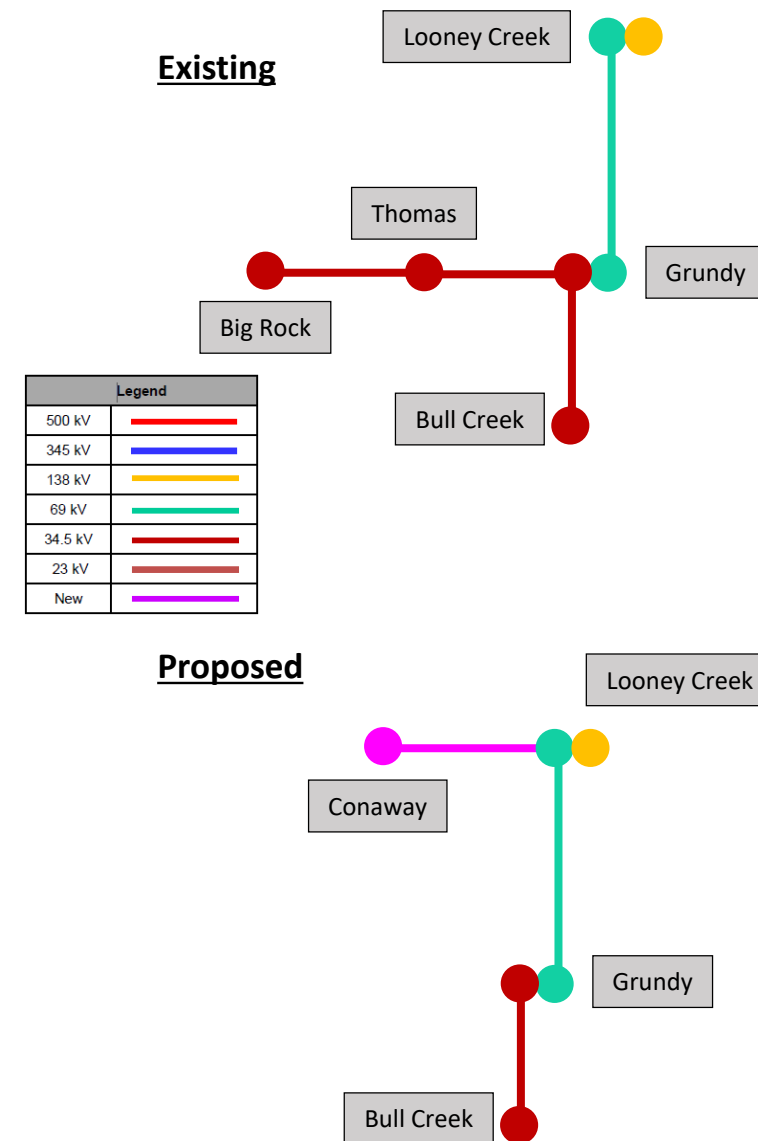 Looney Creek
Existing
Thomas
Grundy
Big Rock
Legend
500 kV
345 kV
138 kV
69 kV
34.5 kV
23 kV
New
Bull Creek
Proposed
Looney Creek
Conaway
Grundy
Bull Creek